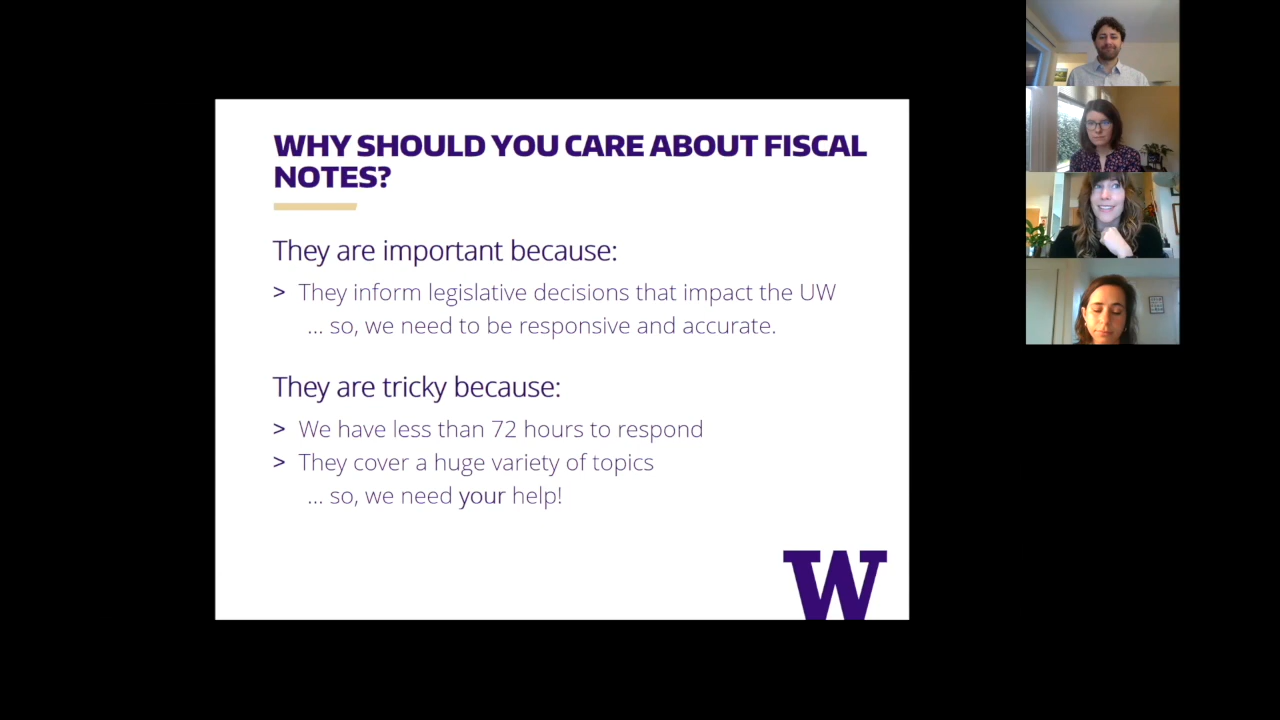 WHY SHOULD YOU CARE ABOUT FISCAL
NOTES?
They are important because:
> They inform legislative decisions that impact the UW
... so, we need to be responsive and accurate.
They are tricky because:
> We have less than 72 hours to respond
> They cover a huge variety of topics
... so, we need your help!
W